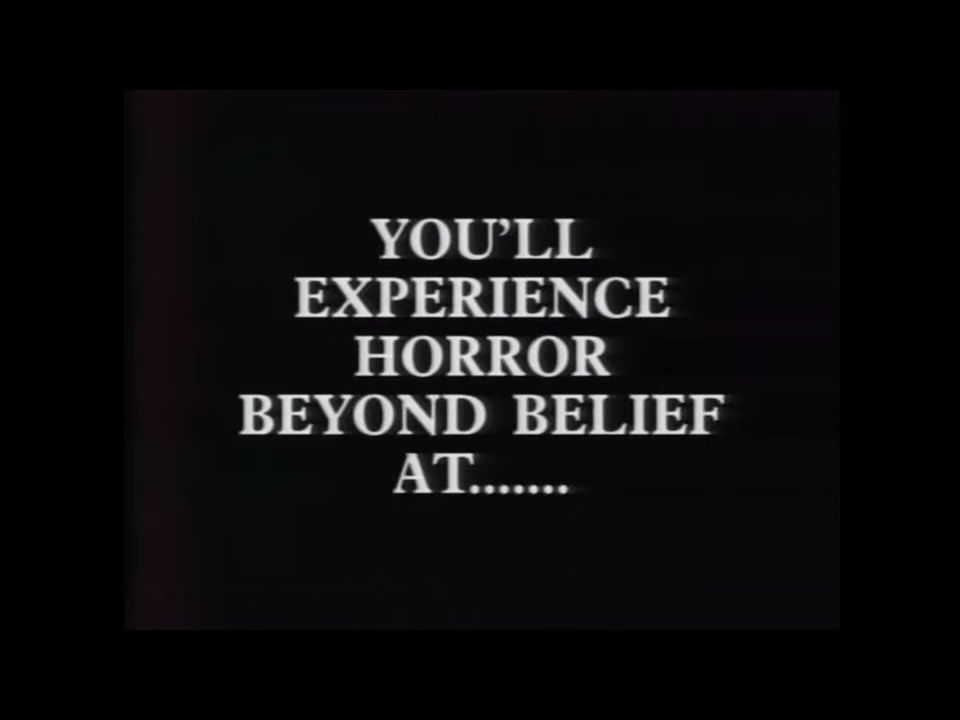 YOU’LL
EXPERIENCE
HORROR
BEYOND BELIEF
AT.......